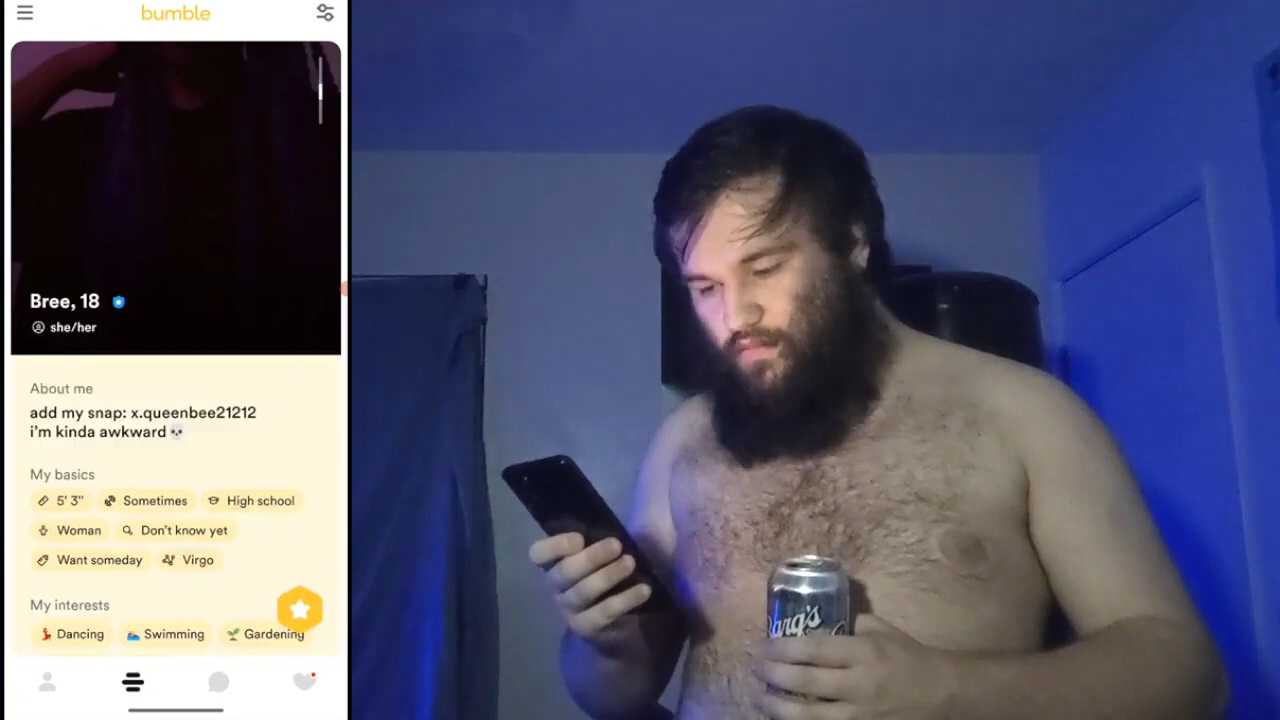 bumble
Bree, 18
she/her
About me
add my snap: x.queenbee21212
i'm kinda awkward💀
My basics
5' 3"
Sometimes
High school
Woman
Don't know yet
Want someday
Virgo
My interests
Dancing
Swimming
Gardening
Barq's